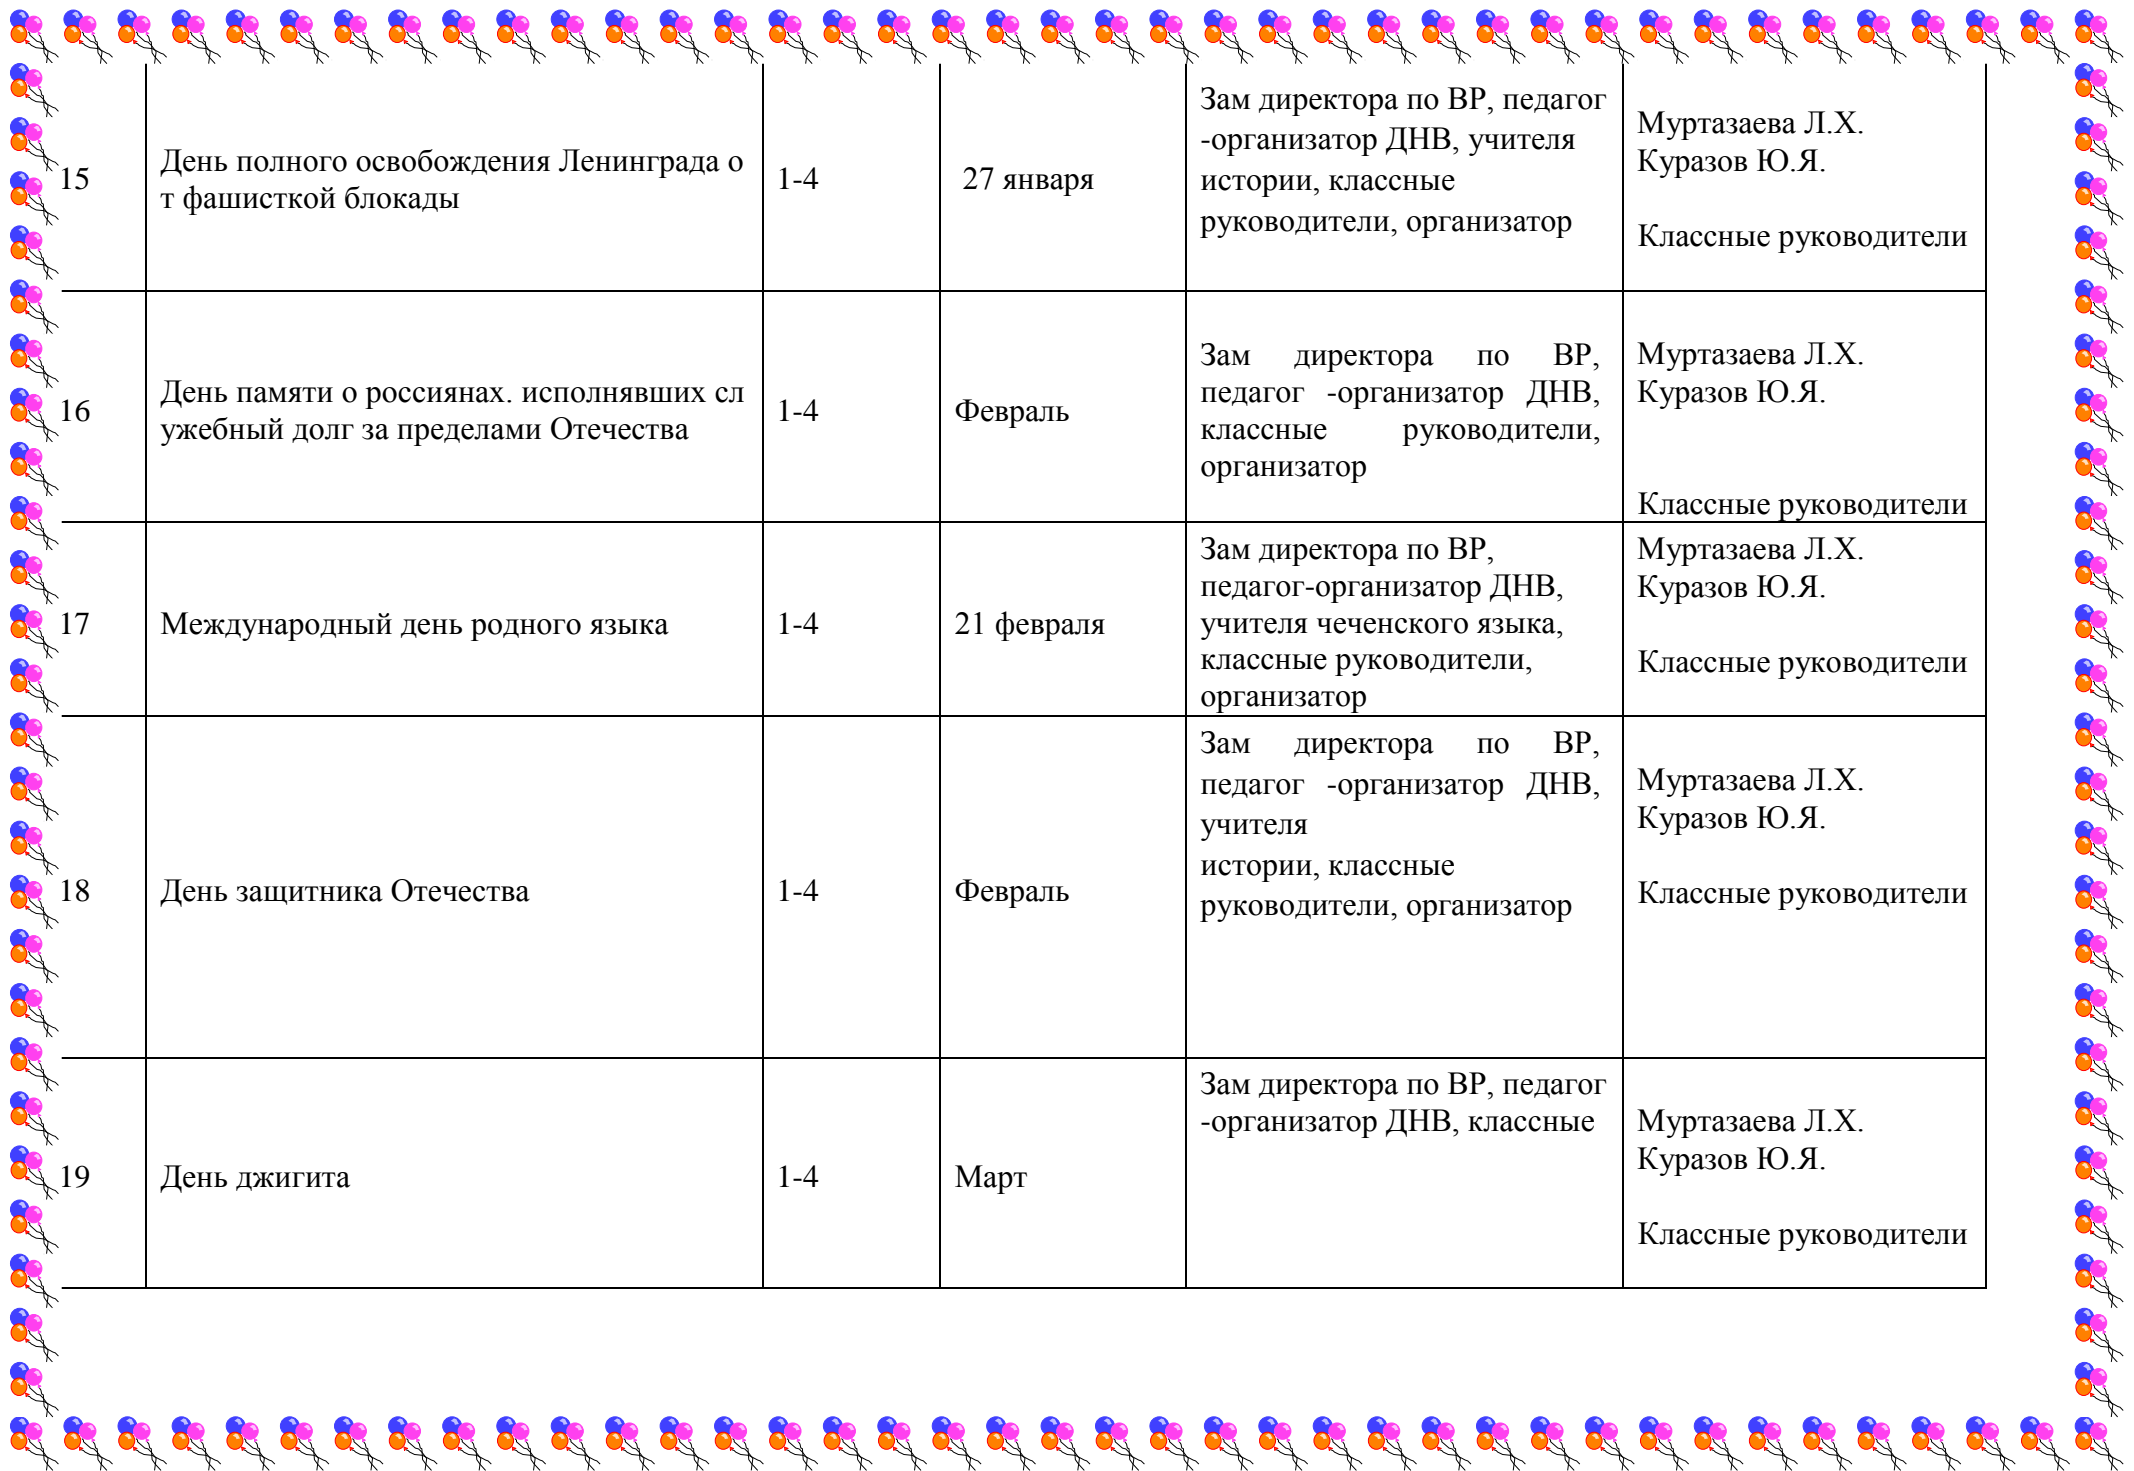 15
День полного освобождения Ленинграда о
т фашисткой блокады
1-4
27 января
Зам директора по ВР, педагог
-организатор ДНВ, учителя
истории, классные
руководители, организатор
Муртазаева Л.Х.
Куразов Ю.Я.
Классные руководители
16
День памяти о россиянах. исполнявших сл
ужебный долг за пределами Отечества
1-4
Февраль
Зам директора по ВР,
педагог -организатор ДНВ,
классные руководители,
организатор
Муртазаева Л.Х.
Куразов Ю.Я.
Классные руководители
17
Международный день родного языка
1-4
21 февраля
Зам директора по ВР,
педагог-организатор ДНВ,
учителя чеченского языка,
классные руководители,
организатор
Муртазаева Л.Х.
Куразов Ю.Я.
Классные руководители
18
День защитника Отечества
1-4
Февраль
Зам директора по ВР,
педагог -организатор ДНВ,
учителя
истории, классные
руководители, организатор
Муртазаева Л.Х.
Куразов Ю.Я.
Классные руководители
19
День джигита
1-4
Март
Зам директора по ВР, педагог
-организатор ДНВ, классные
Муртазаева Л.Х.
Куразов Ю.Я.
Классные руководители